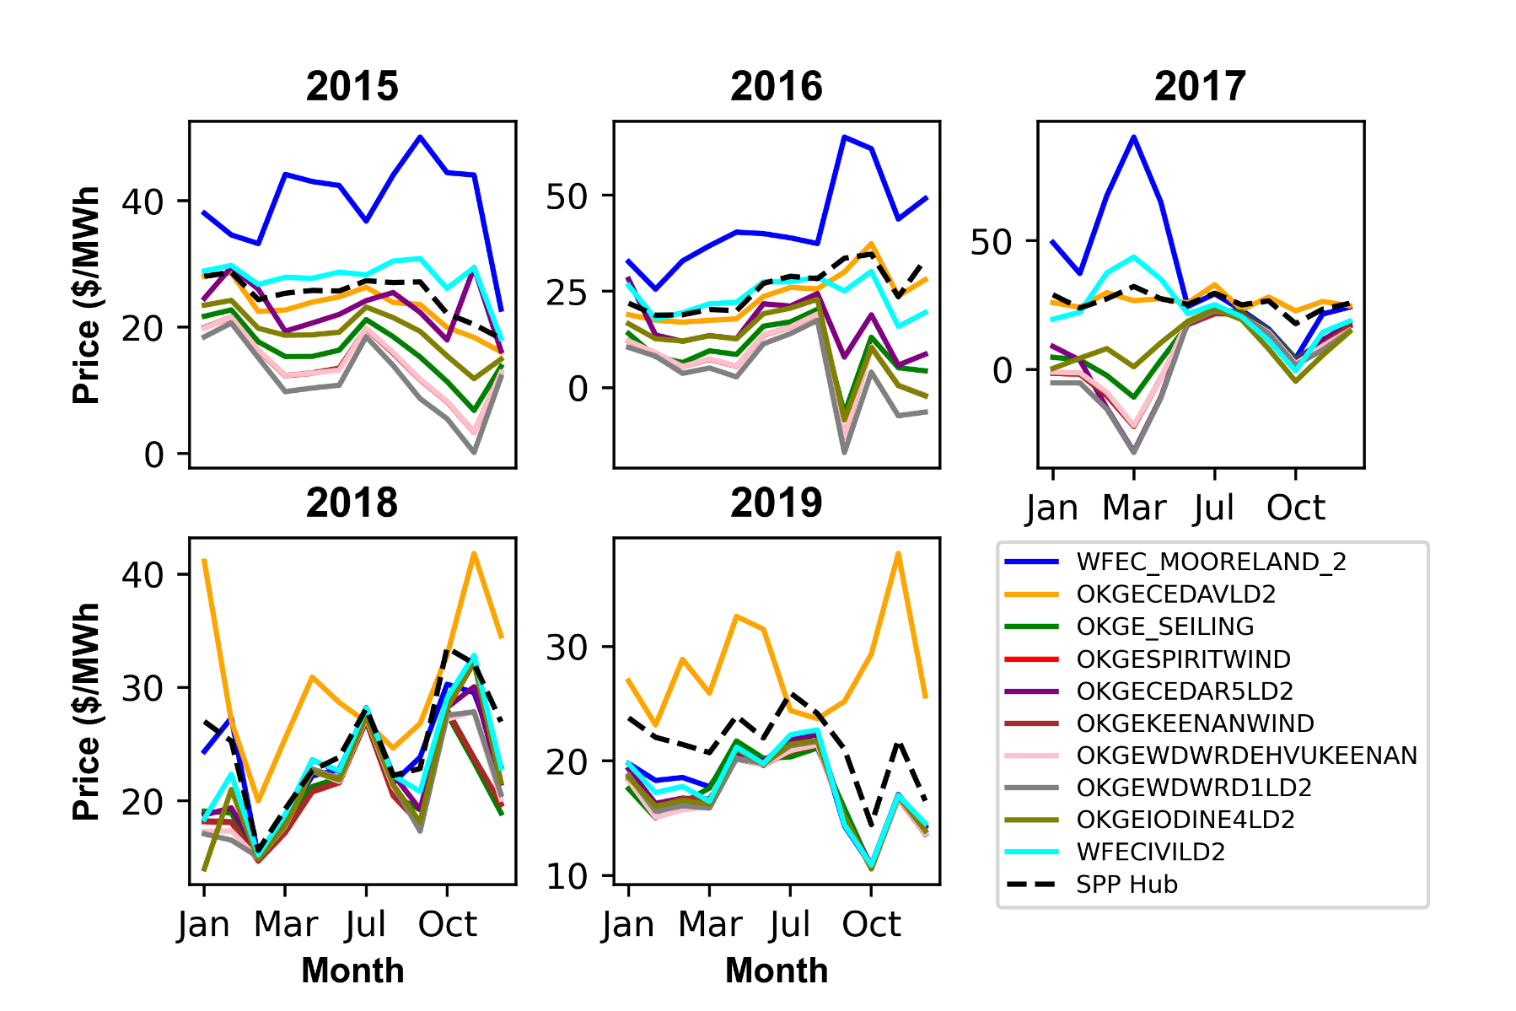 2015
2016
2017
Price ($/MWh
40
20
0
50
25
0
50
0
Jan Mar Jul Oct
2018
2019
Price ($/MWh
40
30
20
Jan Mar Jul Oct
Month
30
20
10
Jan Mar Jul Oct
Month
WFEC_MOORELAND_2
OKGECEDAVLD2
OKGE_SEILING
OKGESPIRITWIND
OKGECEDAR5LD2
OKGEKEENANWIND
OKGEWDWRDEHVUKEENAN
OKGEWDWRD1LD2
OKGEIODINE4LD2
WFECIVILD2
SPP Hub